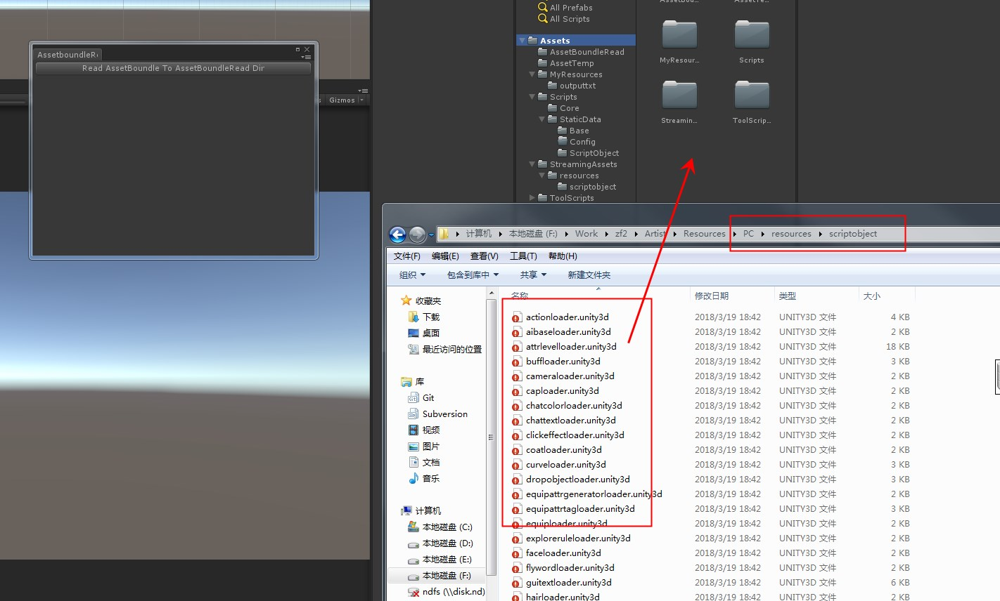 All Prefabs
All Scripts
Assets
AssetBoundleRead
AssetTemp
MyResources
outputtxt
Scripts
Core
StaticData
Base
Config
ScriptObject
StreamingAssets
resources
scriptobject
ToolScripts
MyResour...
Scripts
Streamin...
ToolScrip...
AssetboundleR
Read AssetBoundle To AssetBoundleRead Dir
Gizmos
计算机 本地磁盘 (F:) Work zf2 Artist Resources PC resources scriptobject
文件(F) 编辑(E) 查看(V) 工具(T) 帮助(H)
组织 包含到库中 共享 新建文件夹
收藏夹
下载
桌面
最近访问的位置
库
Git
Subversion
视频
图片
文档
音乐
计算机
本地磁盘 (C:)
本地磁盘 (D:)
本地磁盘 (E:)
本地磁盘 (F:)
ndfs (\\disk.nd)
名称 修改日期 类型 大小
actionloader.unity3d 2018/3/19 18:42 UNITY3D 文件 4 KB
aibaseloader.unity3d 2018/3/19 18:42 UNITY3D 文件 2 KB
attrlevelloader.unity3d 2018/3/19 18:42 UNITY3D 文件 18 KB
buffloader.unity3d 2018/3/19 18:42 UNITY3D 文件 3 KB
cameraloader.unity3d 2018/3/19 18:42 UNITY3D 文件 2 KB
caploader.unity3d 2018/3/19 18:42 UNITY3D 文件 2 KB
chatcolorloader.unity3d 2018/3/19 18:42 UNITY3D 文件 2 KB
chattextloader.unity3d 2018/3/19 18:42 UNITY3D 文件 2 KB
clickeffectloader.unity3d 2018/3/19 18:42 UNITY3D 文件 2 KB
coatloader.unity3d 2018/3/19 18:42 UNITY3D 文件 2 KB
curveloader.unity3d 2018/3/19 18:42 UNITY3D 文件 3 KB
dropobjectloader.unity3d 2018/3/19 18:42 UNITY3D 文件 3 KB
equipattrgeneratorloader.unity3d 2018/3/19 18:42 UNITY3D 文件 2 KB
equipattrtagloader.unity3d 2018/3/19 18:42 UNITY3D 文件 3 KB
equiploader.unity3d 2018/3/19 18:42 UNITY3D 文件 2 KB
exploreruleloader.unity3d 2018/3/19 18:42 UNITY3D 文件 2 KB
faceloader.unity3d 2018/3/19 18:42 UNITY3D 文件 2 KB
flywordloader.unity3d 2018/3/19 18:42 UNITY3D 文件 2 KB
guitextloader.unity3d 2018/3/19 18:42 UNITY3D 文件 6 KB
hairloader.unity3d 2018/3/19 18:42 UNITY3D 文件 2 KB